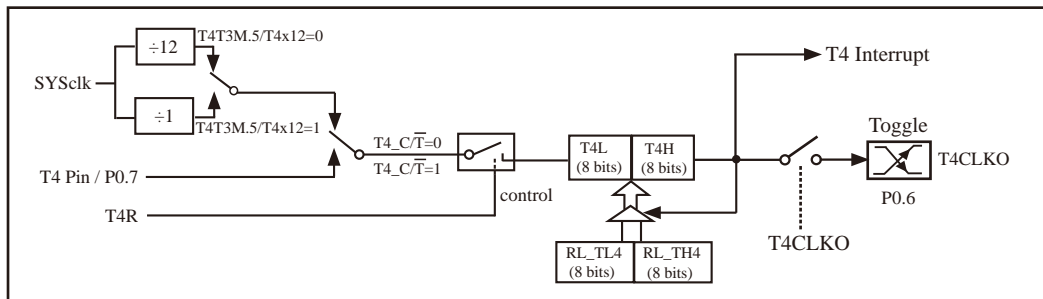 T4T3M.5/T4x12=0
÷12
SYSclk
÷1
T4T3M.5/T4x12=1
T4_C/T̅=0
T4_C/T̅=1
T4 Pin / P0.7
T4R
control
T4L
(8 bits)
T4H
(8 bits)
RL_TL4
(8 bits)
RL_TH4
(8 bits)
T4 Interrupt
Toggle
T4CLKO
P0.6
T4CLKO